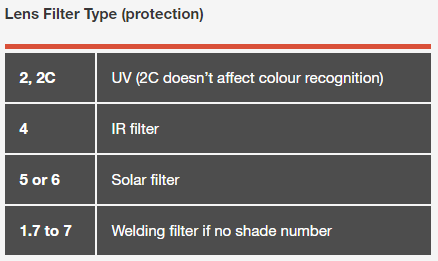 Lens Filter Type (protection)
2, 2C UV (2C doesn't affect colour recognition)
4 IR filter
5 or 6 Solar filter
1.7 to 7 Welding filter if no shade number